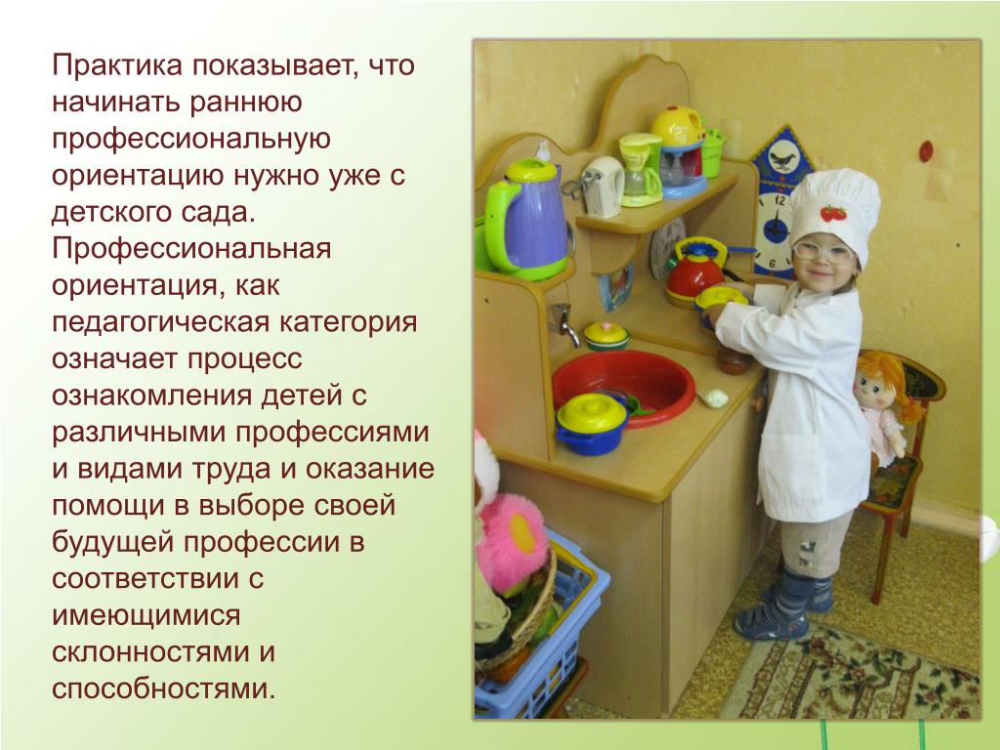 Практика показывает, что
начинать раннюю
профессиональную
ориентацию нужно уже с
детского сада.
Профессиональная
ориентация, как
педагогическая категория
означает процесс
ознакомления детей с
различными профессиями
и видами труда и оказание
помощи в выборе своей
будущей профессии в
соответствии с
имеющимися
склонностями и
способностями.
12